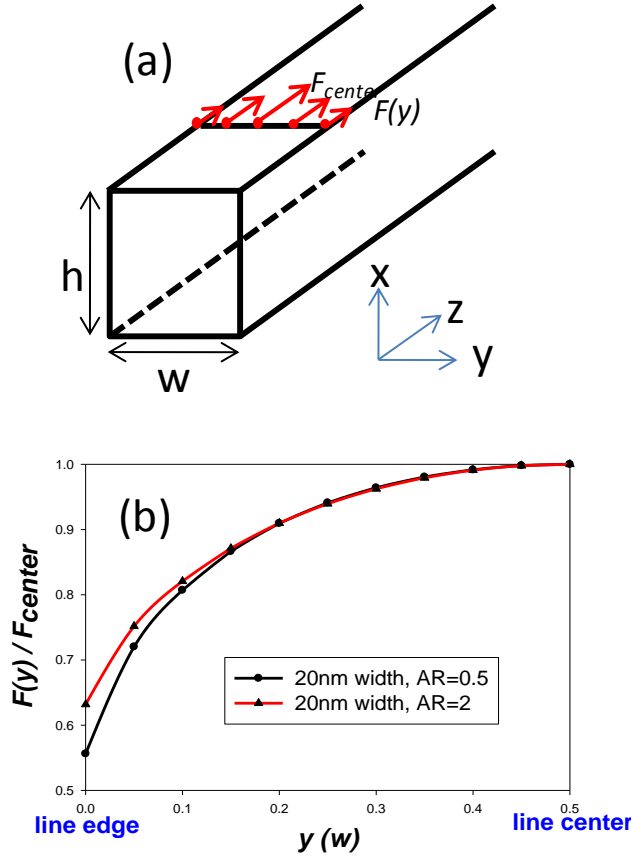 (a)
F_center
F(y)
h
w
x
z
y
(b)
F(y) / F_center
1.0
0.9
0.8
0.7
0.6
0.5
20nm width, AR=0.5
20nm width, AR=2
0.0 0.1 0.2 0.3 0.4 0.5
line edge
y (w)
line center